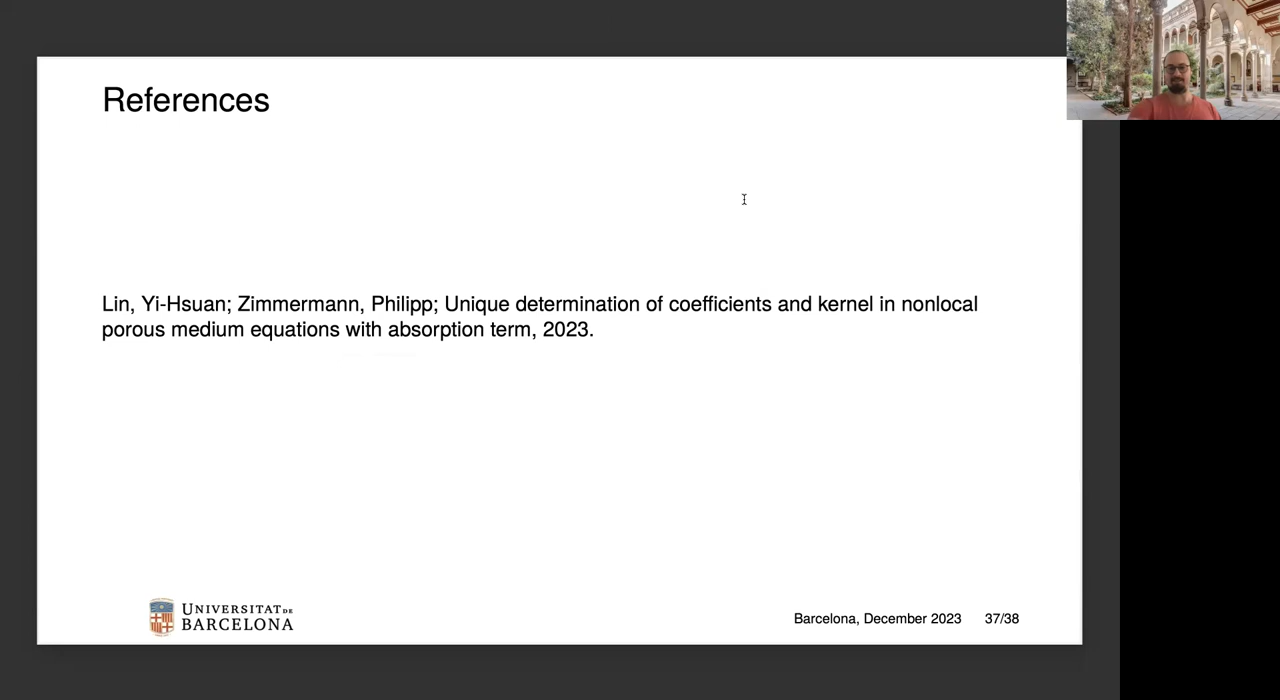 References
Lin, Yi-Hsuan; Zimmermann, Philipp; Unique determination of coefficients and kernel in nonlocal
porous medium equations with absorption term, 2023.
UNIVERSITAT DE
BARCELONA
Barcelona, December 2023 37/38